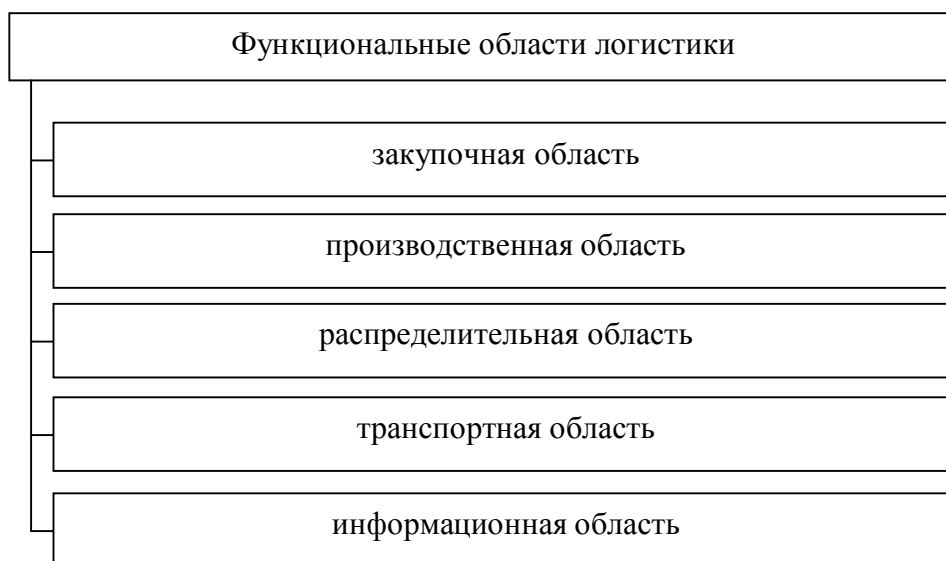 Функциональные области логистики
закупочная область
производственная область
распределительная область
транспортная область
информационная область